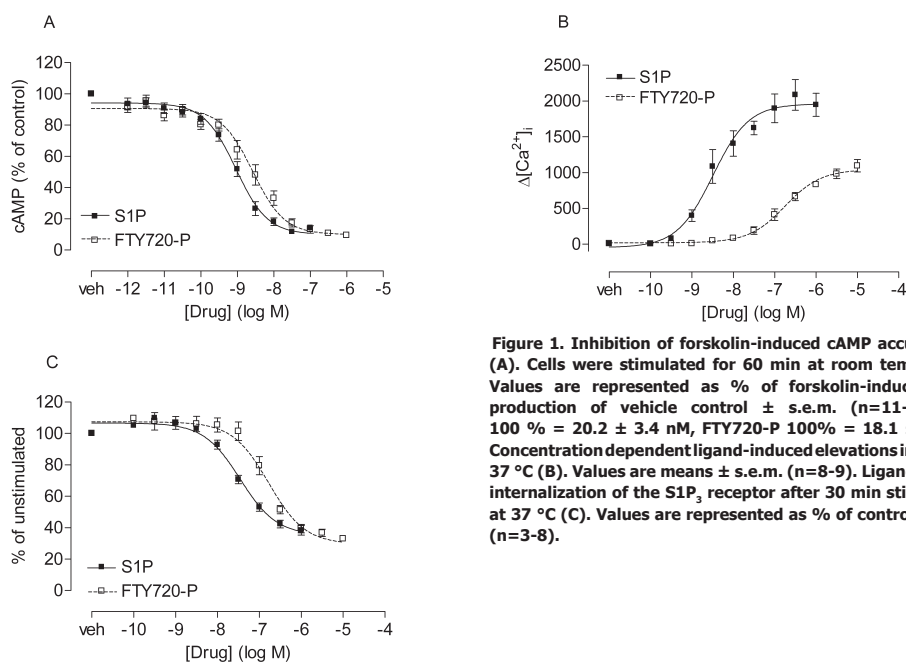 A
120
100
80
60
40
20
0
cAMP (% of control)
S1P
FTY720-P
veh -12 -11 -10 -9 -8 -7 -6 -5
[Drug] (log M)
B
2500
2000
1500
1000
500
0
Δ[Ca²⁺]ᵢ
S1P
FTY720-P
veh -10 -9 -8 -7 -6 -5 -4
[Drug] (log M)
Figure 1. Inhibition of forskolin-induced cAMP accu
(A). Cells were stimulated for 60 min at room tem
Values are represented as % of forskolin-induc
production of vehicle control ± s.e.m. (n=11-
100 % = 20.2 ± 3.4 nM, FTY720-P 100% = 18.1
Concentration dependent ligand-induced elevations in
37 °C (B). Values are means ± s.e.m. (n=8-9). Ligan
internalization of the S1P₃ receptor after 30 min sti
at 37 °C (C). Values are represented as % of contro
(n=3-8).
C
120
100
80
60
40
20
0
% of unstimulated
S1P
FTY720-P
veh -10 -9 -8 -7 -6 -5 -4
[Drug] (log M)